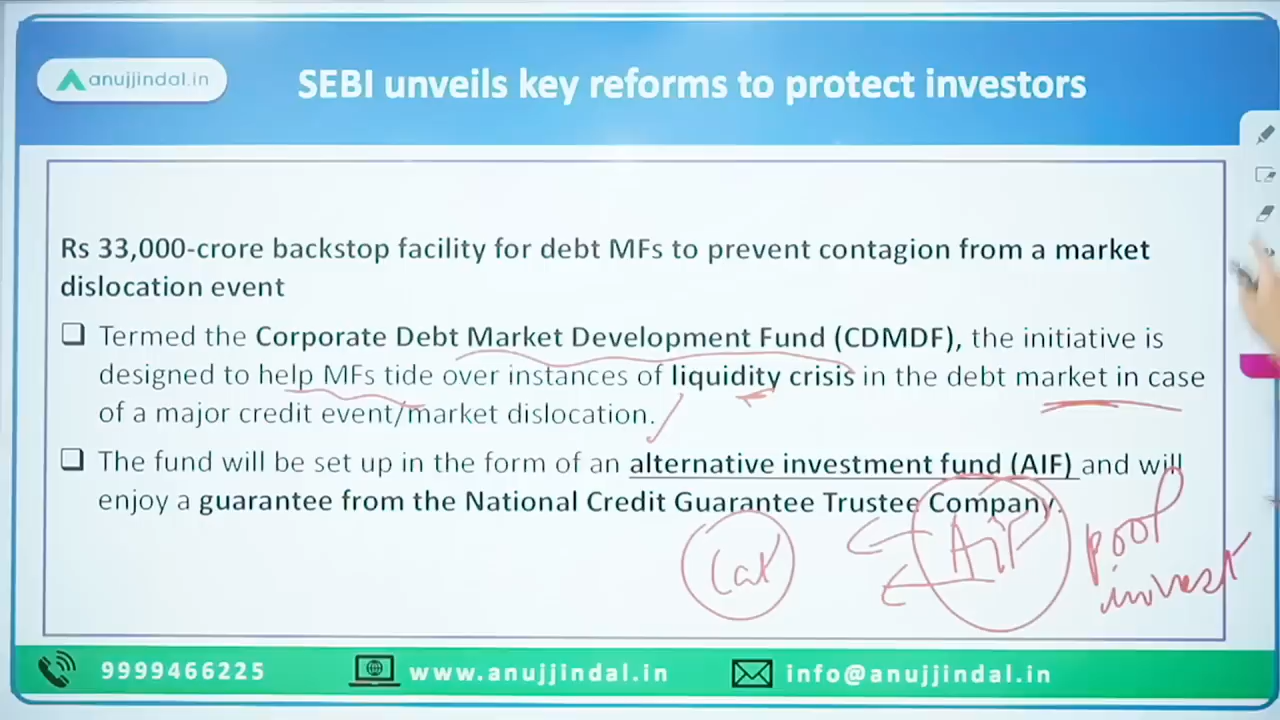 anujjindal.in
SEBI unveils key reforms to protect investors
Rs 33,000-crore backstop facility for debt MFs to prevent contagion from a market
dislocation event
❑ Termed the Corporate Debt Market Development Fund (CDMDF), the initiative is
designed to help MFs tide over instances of liquidity crisis in the debt market in case
of a major credit event/market dislocation.
❑ The fund will be set up in the form of an alternative investment fund (AIF) and will
enjoy a guarantee from the National Credit Guarantee Trustee Company.
Cat
AIF
pool
invest
9999466225
www.anujjindal.in
info@anujjindal.in